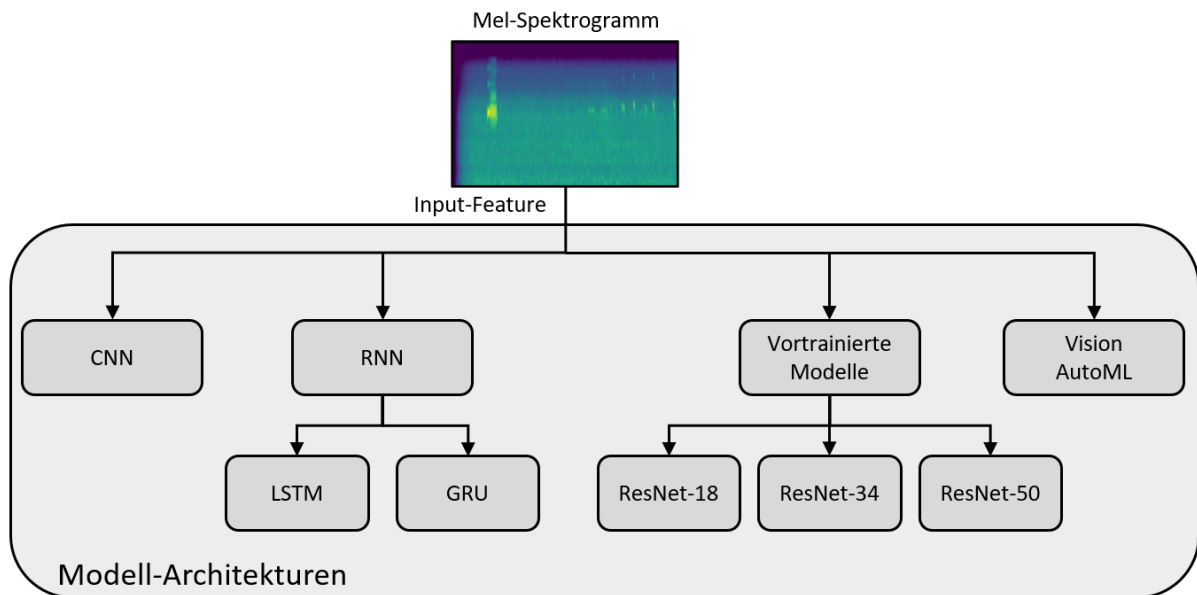 Mel-Spektrogramm
Input-Feature
CNN
RNN
Vortrainierte
Modelle
Vision
AutoML
LSTM
GRU
ResNet-18
ResNet-34
ResNet-50
Modell-Architekturen